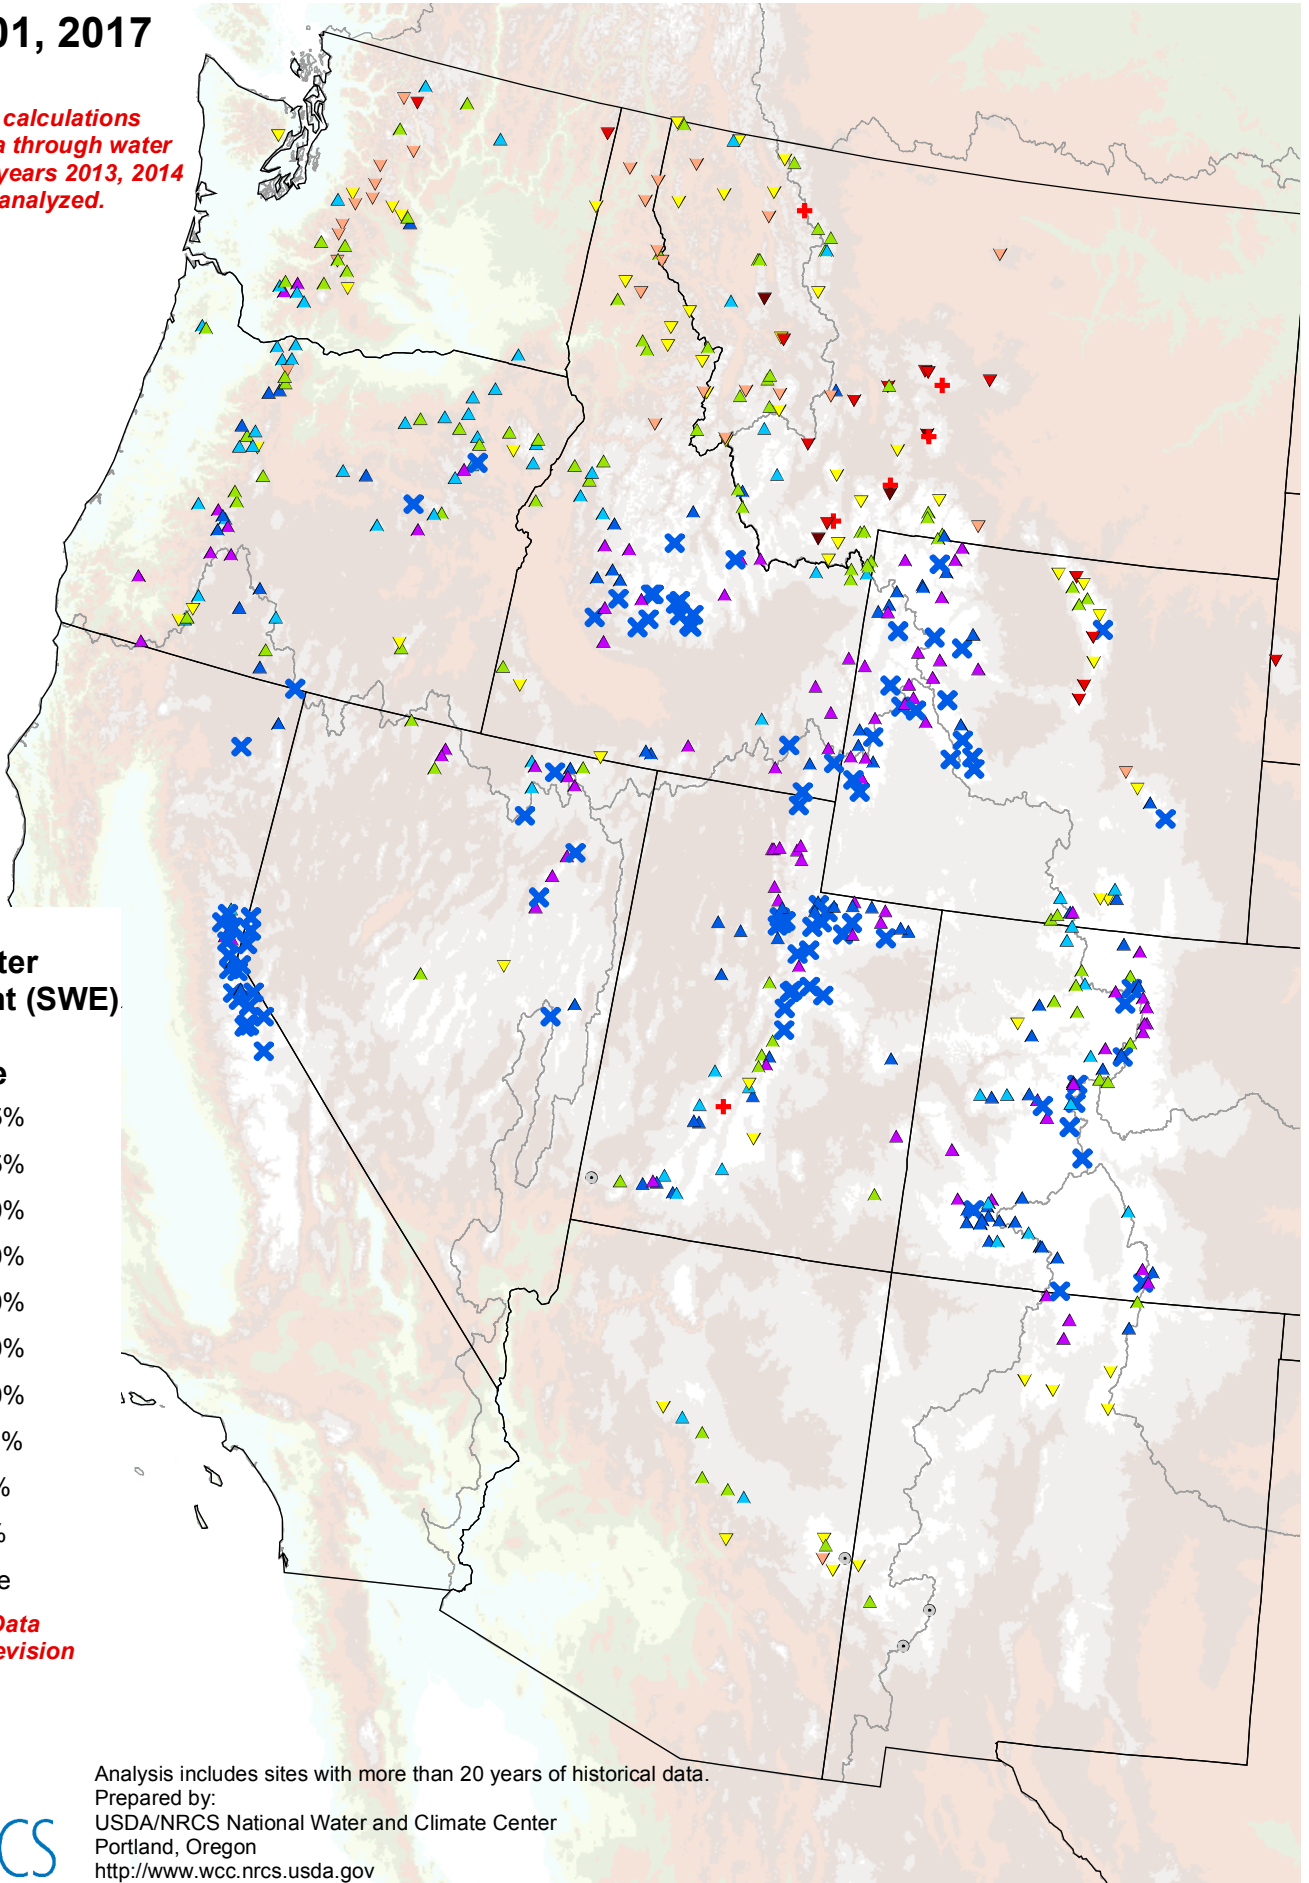 01, 2017
calculations
a through water
years 2013, 2014
analyzed.
ter
nt (SWE)
e
5%
5%
0%
0%
0%
0%
0%
%
%
%
e
Data
evision
Analysis includes sites with more than 20 years of historical data.
Prepared by:
USDA/NRCS National Water and Climate Center
Portland, Oregon
http://www.wcc.nrcs.usda.gov
CS